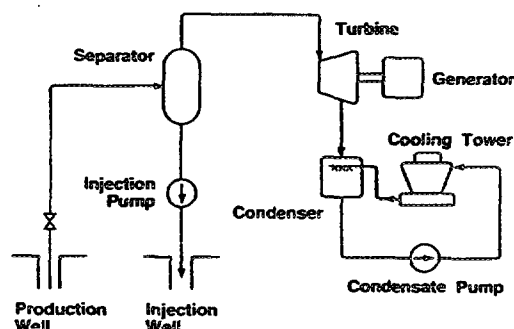 Turbine
Separator
Generator
Cooling Tower
Injection
Pump
Condenser
Condensate Pump
Production
Well
Injection
Well